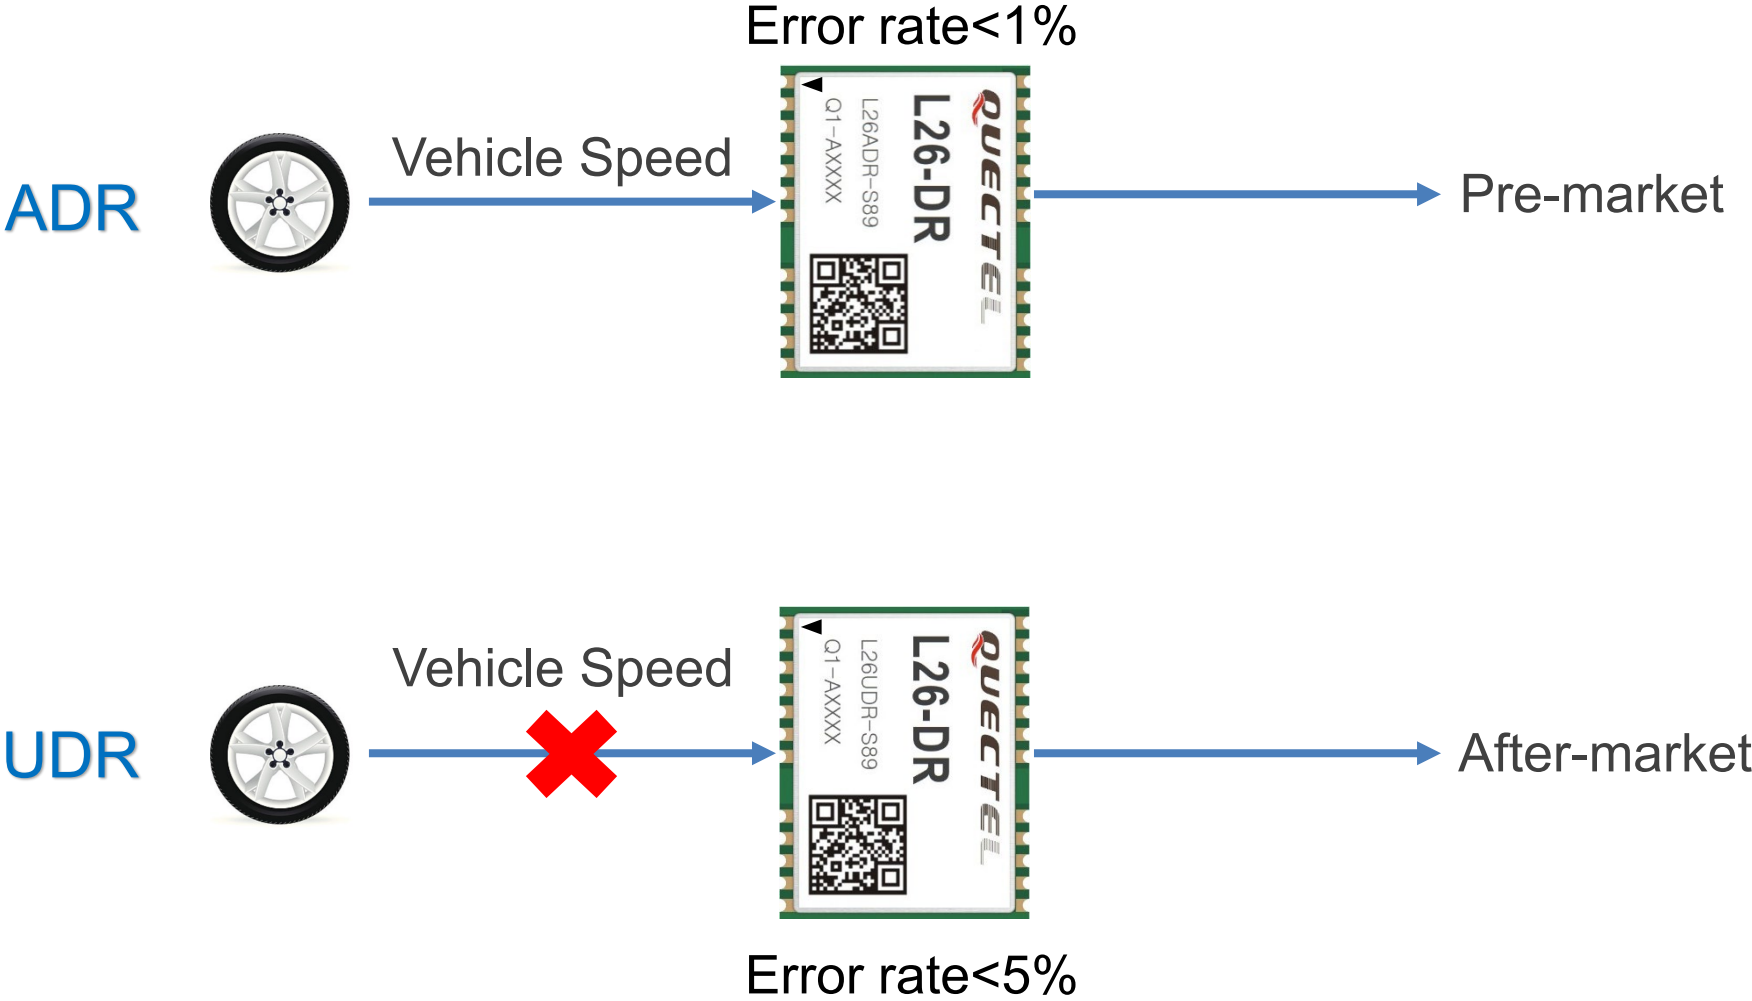 Error rate<1%
ADR
Vehicle Speed
QUECTEL
L26-DR
L26ADR-S89
Q1-AXXXX
Pre-market
UDR
Vehicle Speed
QUECTEL
L26-DR
L26UDR-S89
Q1-AXXXX
After-market
Error rate<5%